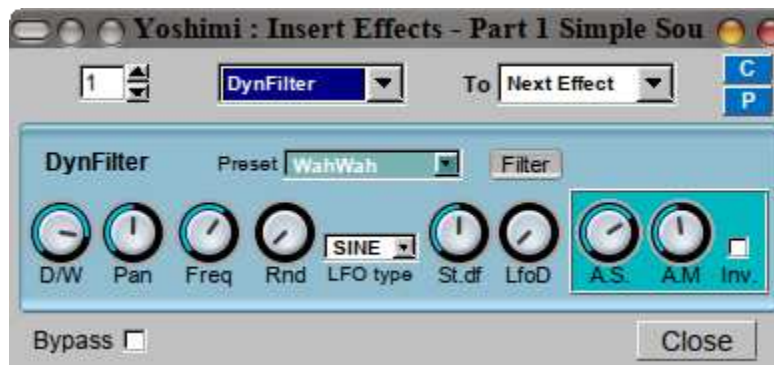 Yoshimi : Insert Effects - Part 1 Simple Sou
1 DynFilter To Next Effect C
P
DynFilter Preset WahWah Filter
SINE
D/W Pan Freq Rnd LFO type St.df LfoD A.S. A.M Inv.
Bypass Close